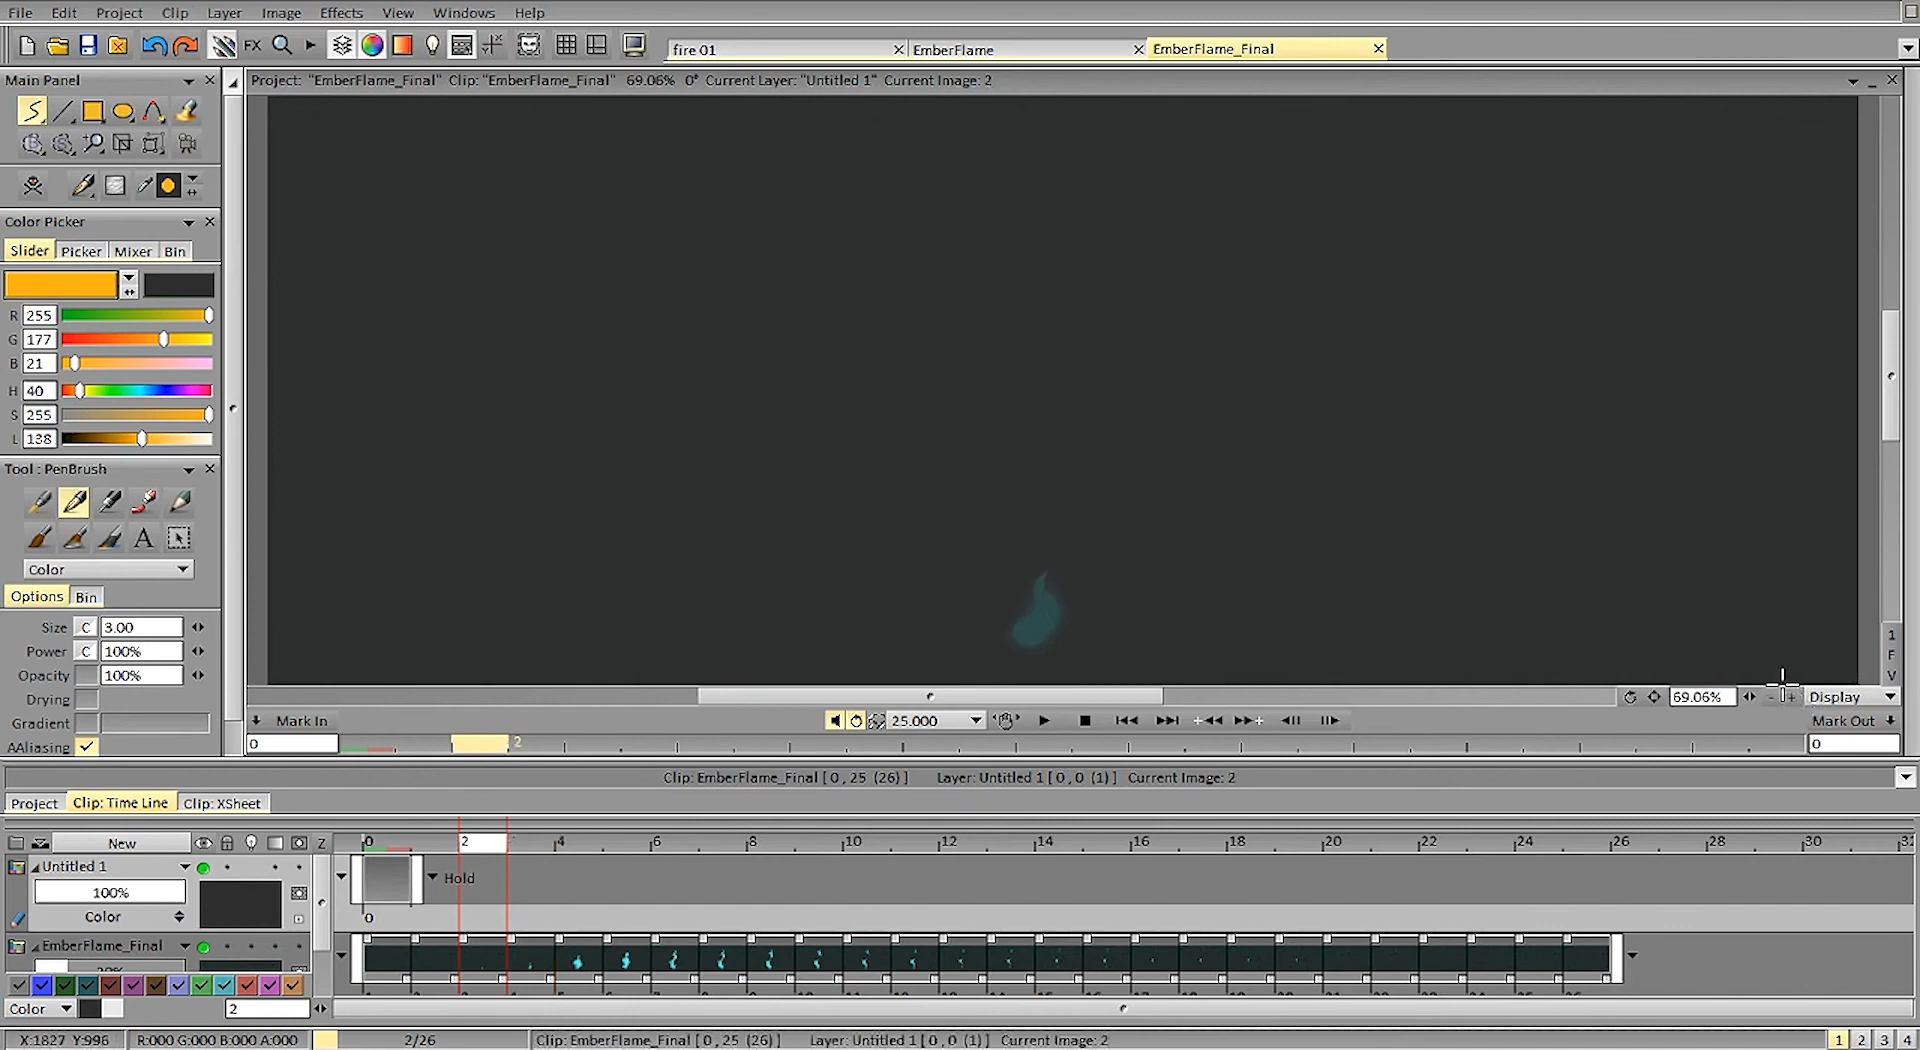 File Edit Project Clip Layer Image Effects View Windows Help
FX fire 01 EmberFlame EmberFlame_Final
Main Panel
Project: "EmberFlame_Final" Clip: "EmberFlame_Final" 69.06% 0° Current Layer: "Untitled 1" Current Image: 2
Color Picker
Slider Picker Mixer Bin
R 255
G 177
B 21
H 40
S 255
L 138
Tool : PenBrush
A
Color
Options Bin
Size C 3.00
Power C 100%
Opacity 100%
Drying
Gradient
AAliasing
1
F
V
69.06% - + Display
Mark In 25.000 Mark Out
0 2 0
Clip: EmberFlame_Final [ 0 , 25 (26) ] Layer: Untitled 1 [ 0 , 0 (1) ] Current Image: 2
Project Clip: Time Line Clip: XSheet
New Z 0 2 4 6 8 10 12 14 16 18 20 22 24 26 28 30 32
Untitled 1
100% Hold
Color 0
EmberFlame_Final
Color 2
X:1827 Y:996 R:000 G:000 B:000 A:000 2/26 Clip: EmberFlame_Final [ 0 , 25 (26) ] Layer: Untitled 1 [ 0 , 0 (1) ] Current Image: 2 1 2 3 4